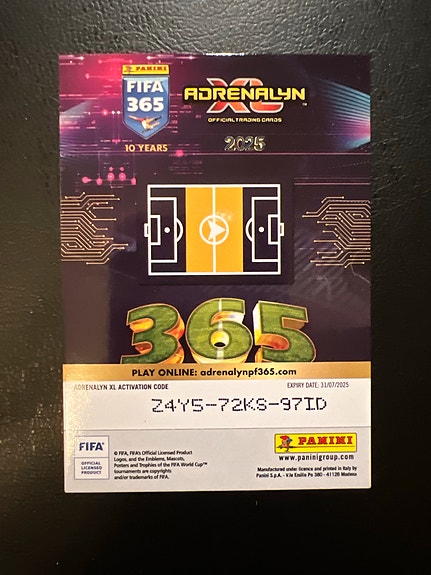 PANINI
FIFA
365
10 YEARS
ADRENALYN
XL
™
OFFICIAL TRADING CARDS
2025
365
PLAY ONLINE: adrenalynpf365.com
ADRENALYN XL ACTIVATION CODE
EXPIRY DATE: 31/07/2025
Z4Y5-72KS-97ID
FIFA®
OFFICIAL
LICENSED
PRODUCT
© FIFA, FIFA's Official Licensed Product
Logos, and the Emblems, Mascots,
Posters and Trophies of the FIFA World Cup™
tournaments are copyrights
and/or trademarks of FIFA.
PANINI
www.paninigroup.com
Manufactured under licence and printed in Italy by
Panini S.p.A. - V.le Emilio Po 380 - 41126 Modena